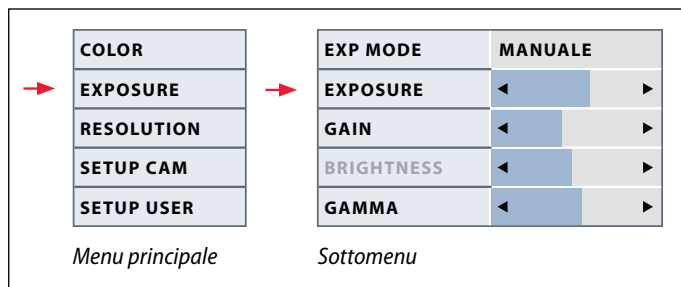 COLOR
EXPOSURE
RESOLUTION
SETUP CAM
SETUP USER
Menu principale
EXP MODE MANUALE
EXPOSURE
GAIN
BRIGHTNESS
GAMMA
Sottomenu